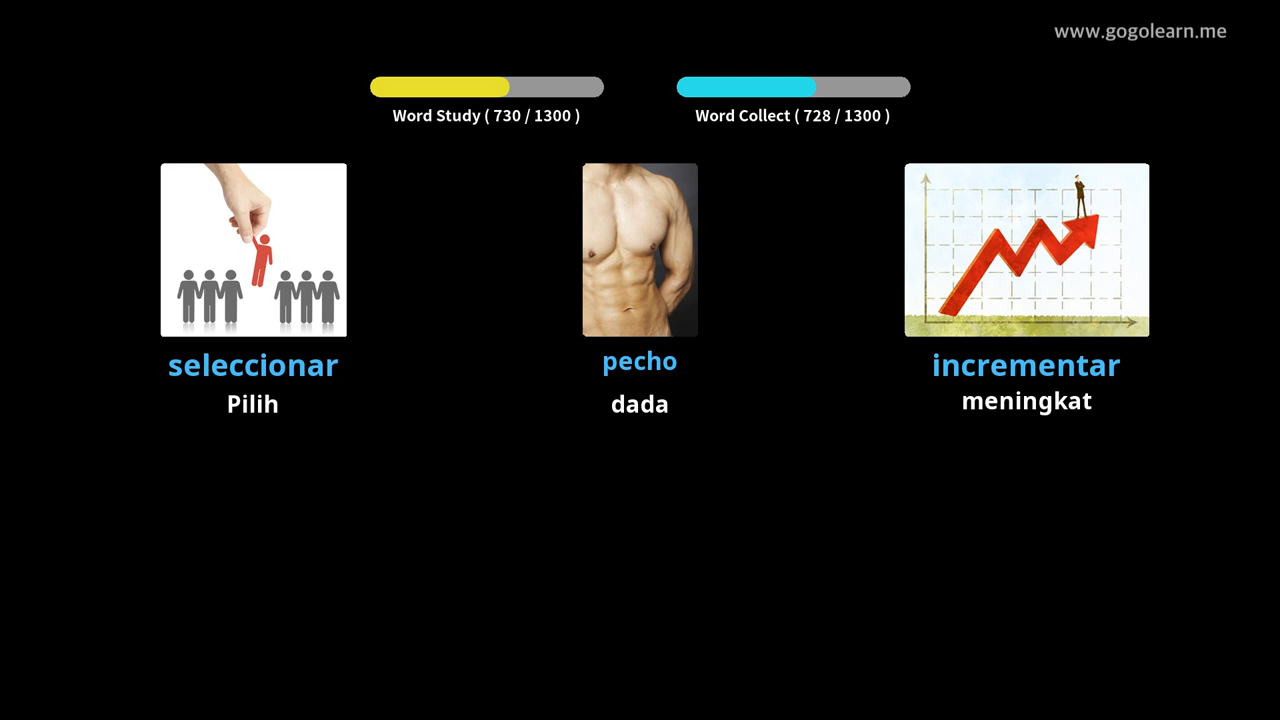 www.gogolearn.me
Word Study ( 730 / 1300 )
Word Collect ( 728 / 1300 )
seleccionar
Pilih
pecho
dada
incrementar
meningkat